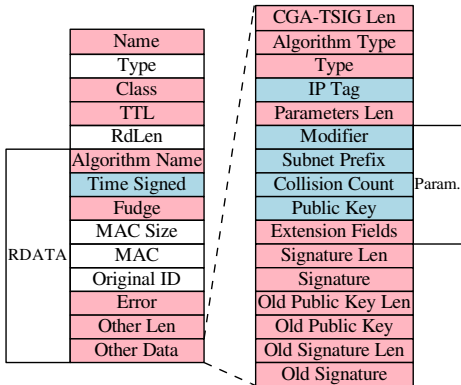 Name
Type
Class
TTL
RdLen
Algorithm Name
Time Signed
Fudge
MAC Size
MAC
Original ID
Error
Other Len
Other Data
RDATA
CGA-TSIG Len
Algorithm Type
Type
IP Tag
Parameters Len
Modifier
Subnet Prefix
Collision Count
Public Key
Extension Fields
Signature Len
Signature
Old Public Key Len
Old Public Key
Old Signature Len
Old Signature
Param.